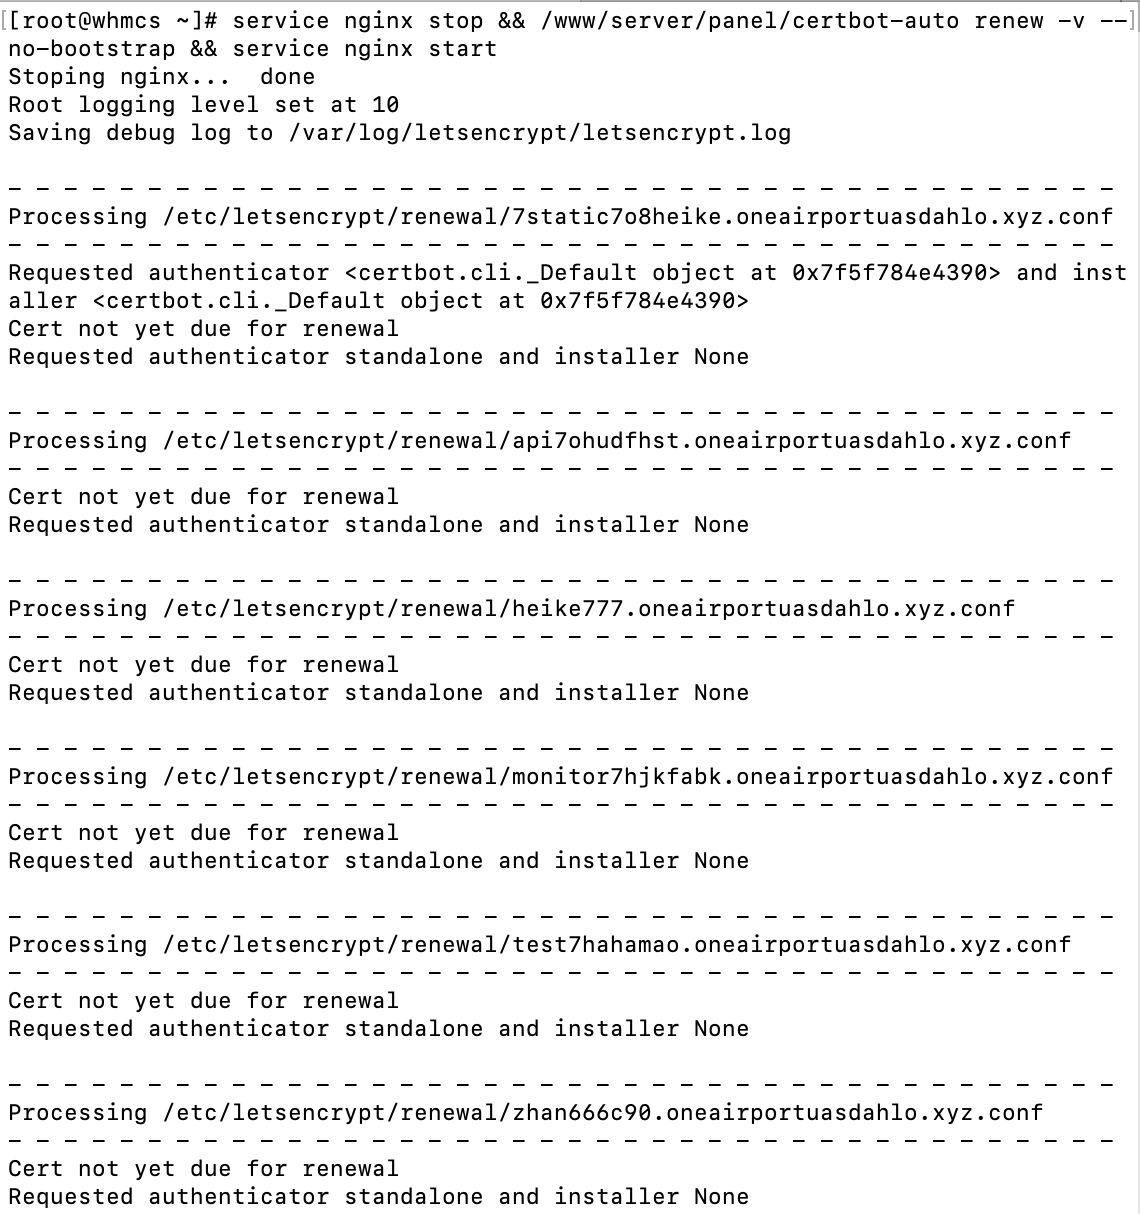 [[root@whmcs ~]# service nginx stop && /www/server/panel/certbot-auto renew -v --]
no-bootstrap && service nginx start
Stoping nginx...  done
Root logging level set at 10
Saving debug log to /var/log/letsencrypt/letsencrypt.log

- - - - - - - - - - - - - - - - - - - - - - - - - - - - - - - - - - - - - - - -
Processing /etc/letsencrypt/renewal/7static7o8heike.oneairportuasdahlo.xyz.conf
- - - - - - - - - - - - - - - - - - - - - - - - - - - - - - - - - - - - - - - -
Requested authenticator <certbot.cli._Default object at 0x7f5f784e4390> and inst
aller <certbot.cli._Default object at 0x7f5f784e4390>
Cert not yet due for renewal
Requested authenticator standalone and installer None

- - - - - - - - - - - - - - - - - - - - - - - - - - - - - - - - - - - - - - - -
Processing /etc/letsencrypt/renewal/api7ohudfhst.oneairportuasdahlo.xyz.conf
- - - - - - - - - - - - - - - - - - - - - - - - - - - - - - - - - - - - - - - -
Cert not yet due for renewal
Requested authenticator standalone and installer None

- - - - - - - - - - - - - - - - - - - - - - - - - - - - - - - - - - - - - - - -
Processing /etc/letsencrypt/renewal/heike777.oneairportuasdahlo.xyz.conf
- - - - - - - - - - - - - - - - - - - - - - - - - - - - - - - - - - - - - - - -
Cert not yet due for renewal
Requested authenticator standalone and installer None

- - - - - - - - - - - - - - - - - - - - - - - - - - - - - - - - - - - - - - - -
Processing /etc/letsencrypt/renewal/monitor7hjkfabk.oneairportuasdahlo.xyz.conf
- - - - - - - - - - - - - - - - - - - - - - - - - - - - - - - - - - - - - - - -
Cert not yet due for renewal
Requested authenticator standalone and installer None

- - - - - - - - - - - - - - - - - - - - - - - - - - - - - - - - - - - - - - - -
Processing /etc/letsencrypt/renewal/test7hahamao.oneairportuasdahlo.xyz.conf
- - - - - - - - - - - - - - - - - - - - - - - - - - - - - - - - - - - - - - - -
Cert not yet due for renewal
Requested authenticator standalone and installer None

- - - - - - - - - - - - - - - - - - - - - - - - - - - - - - - - - - - - - - - -
Processing /etc/letsencrypt/renewal/zhan666c90.oneairportuasdahlo.xyz.conf
- - - - - - - - - - - - - - - - - - - - - - - - - - - - - - - - - - - - - - - -
Cert not yet due for renewal
Requested authenticator standalone and installer None